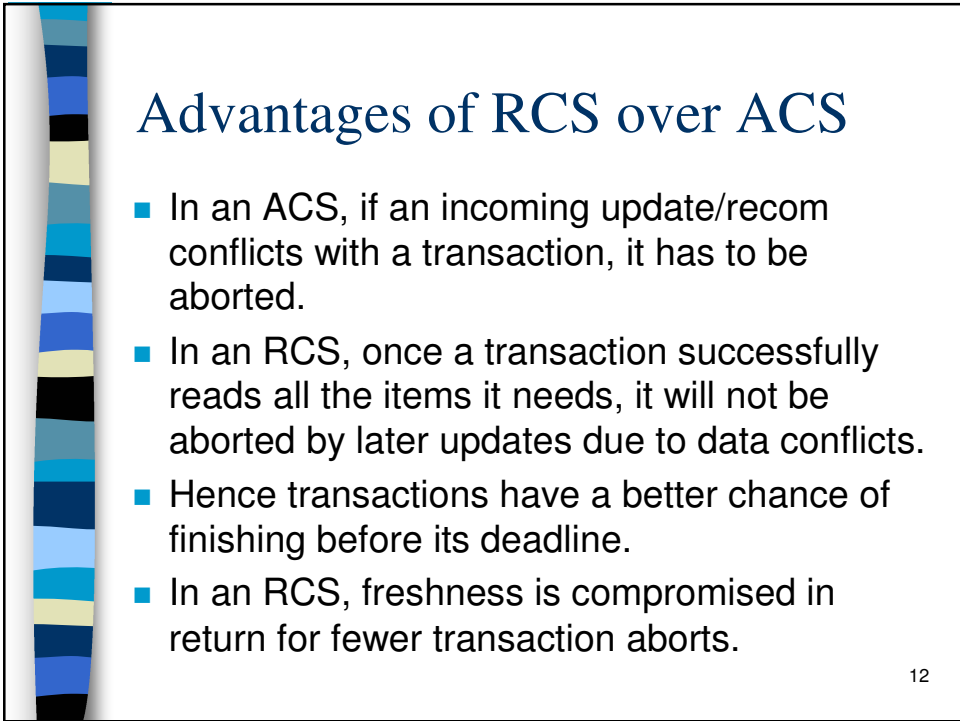 Advantages of RCS over ACS
In an ACS, if an incoming update/recom
conflicts with a transaction, it has to be
aborted.
In an RCS, once a transaction successfully
reads all the items it needs, it will not be
aborted by later updates due to data conflicts.
Hence transactions have a better chance of
finishing before its deadline.
In an RCS, freshness is compromised in
return for fewer transaction aborts.
12